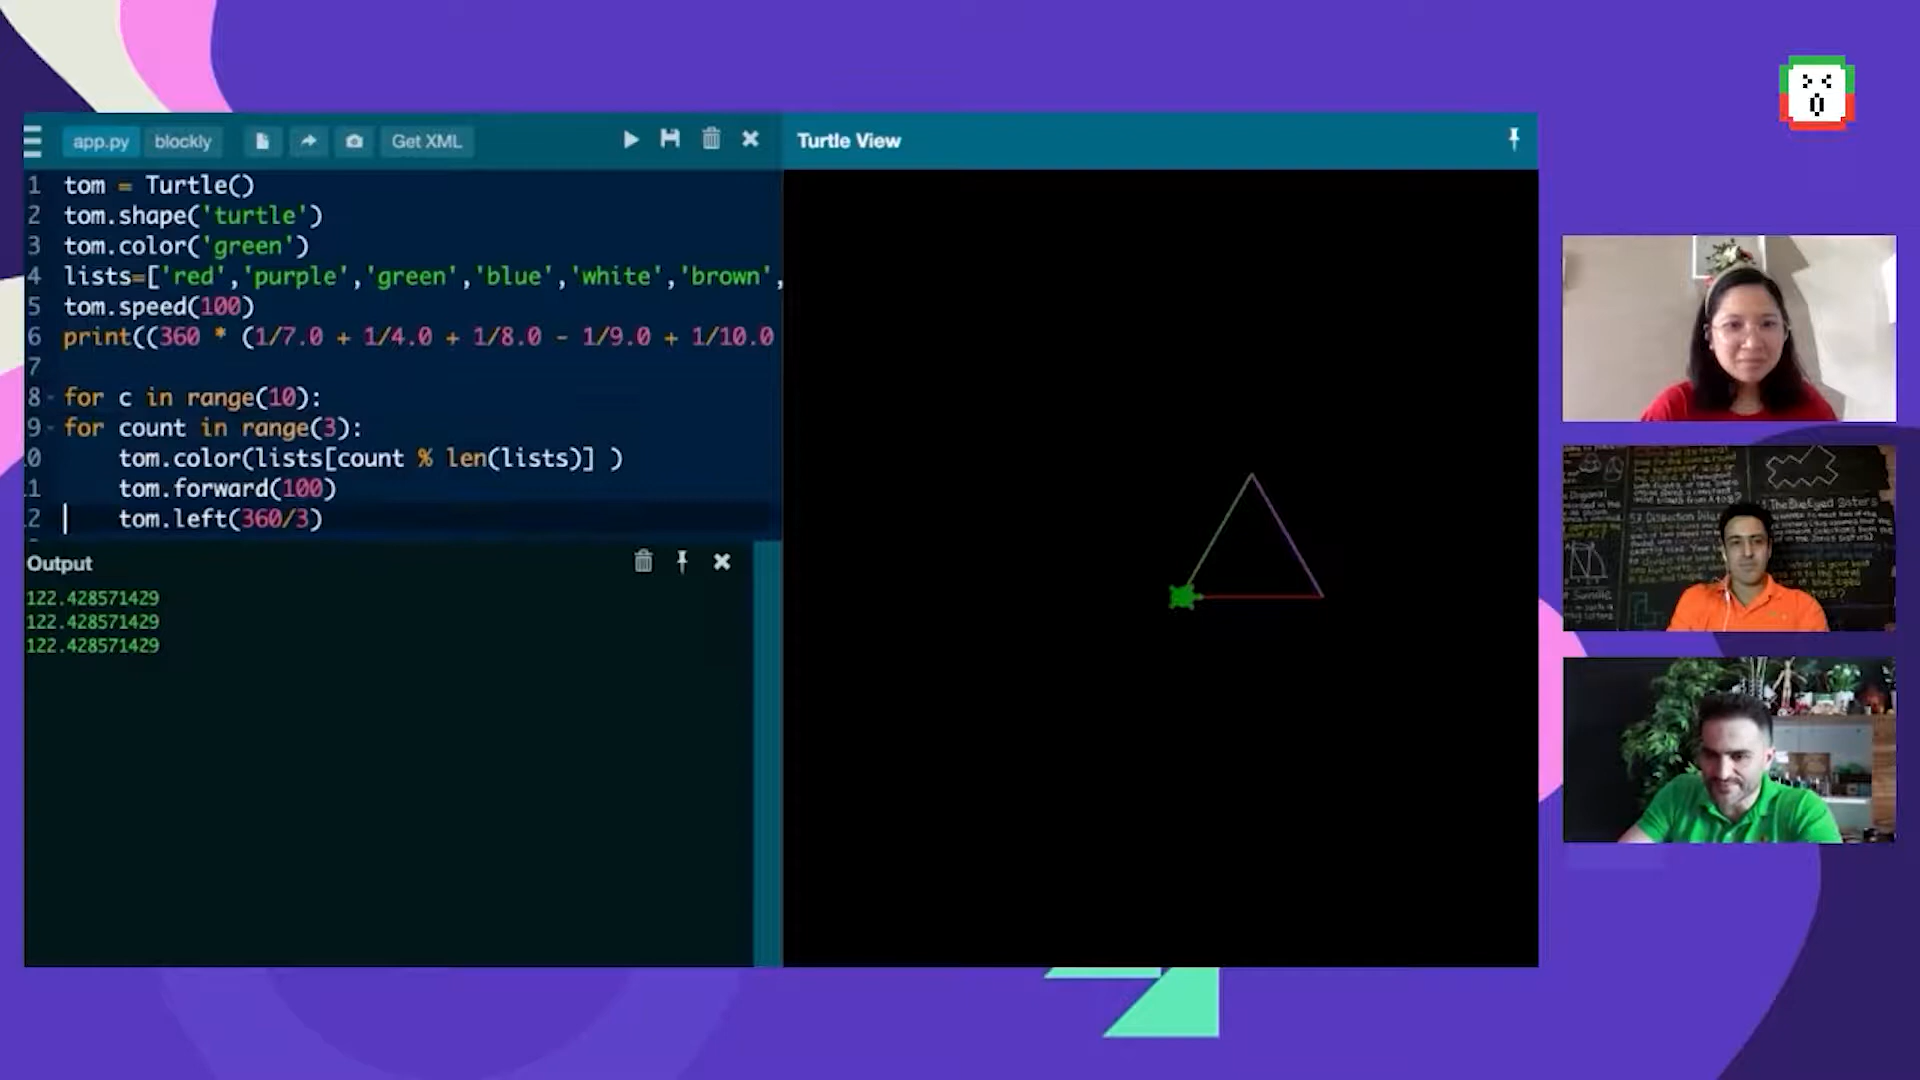 app.py blockly Get XML
Turtle View
1 tom = Turtle()
2 tom.shape('turtle')
3 tom.color('green')
4 lists=['red','purple','green','blue','white','brown',
5 tom.speed(100)
6 print((360 * (1/7.0 + 1/4.0 + 1/8.0 - 1/9.0 + 1/10.0
7
8 for c in range(10):
9 for count in range(3):
0 tom.color(lists[count % len(lists)] )
1 tom.forward(100)
2 tom.left(360/3)
Output
122.428571429
122.428571429
122.428571429
The Blue Eyed Sisters